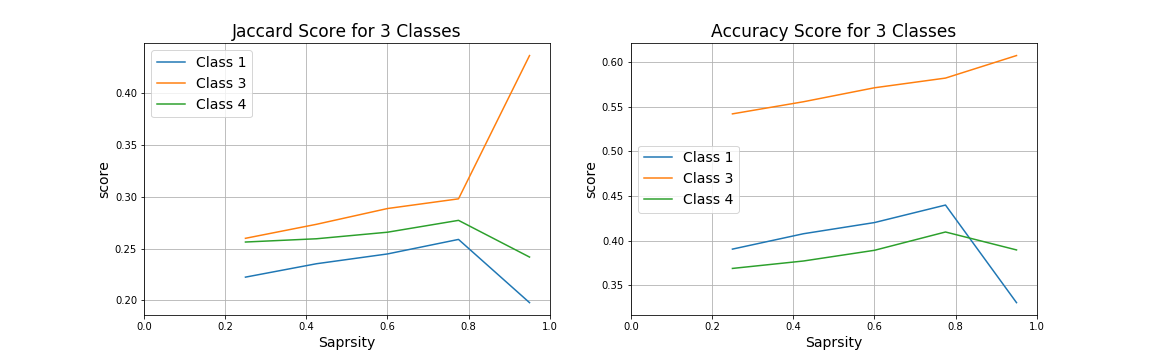 Jaccard Score for 3 Classes
Class 1
Class 3
Class 4
score
0.40
0.35
0.30
0.25
0.20
0.0 0.2 0.4 0.6 0.8 1.0
Saprsity
Accuracy Score for 3 Classes
Class 1
Class 3
Class 4
score
0.60
0.55
0.50
0.45
0.40
0.35
0.0 0.2 0.4 0.6 0.8 1.0
Saprsity